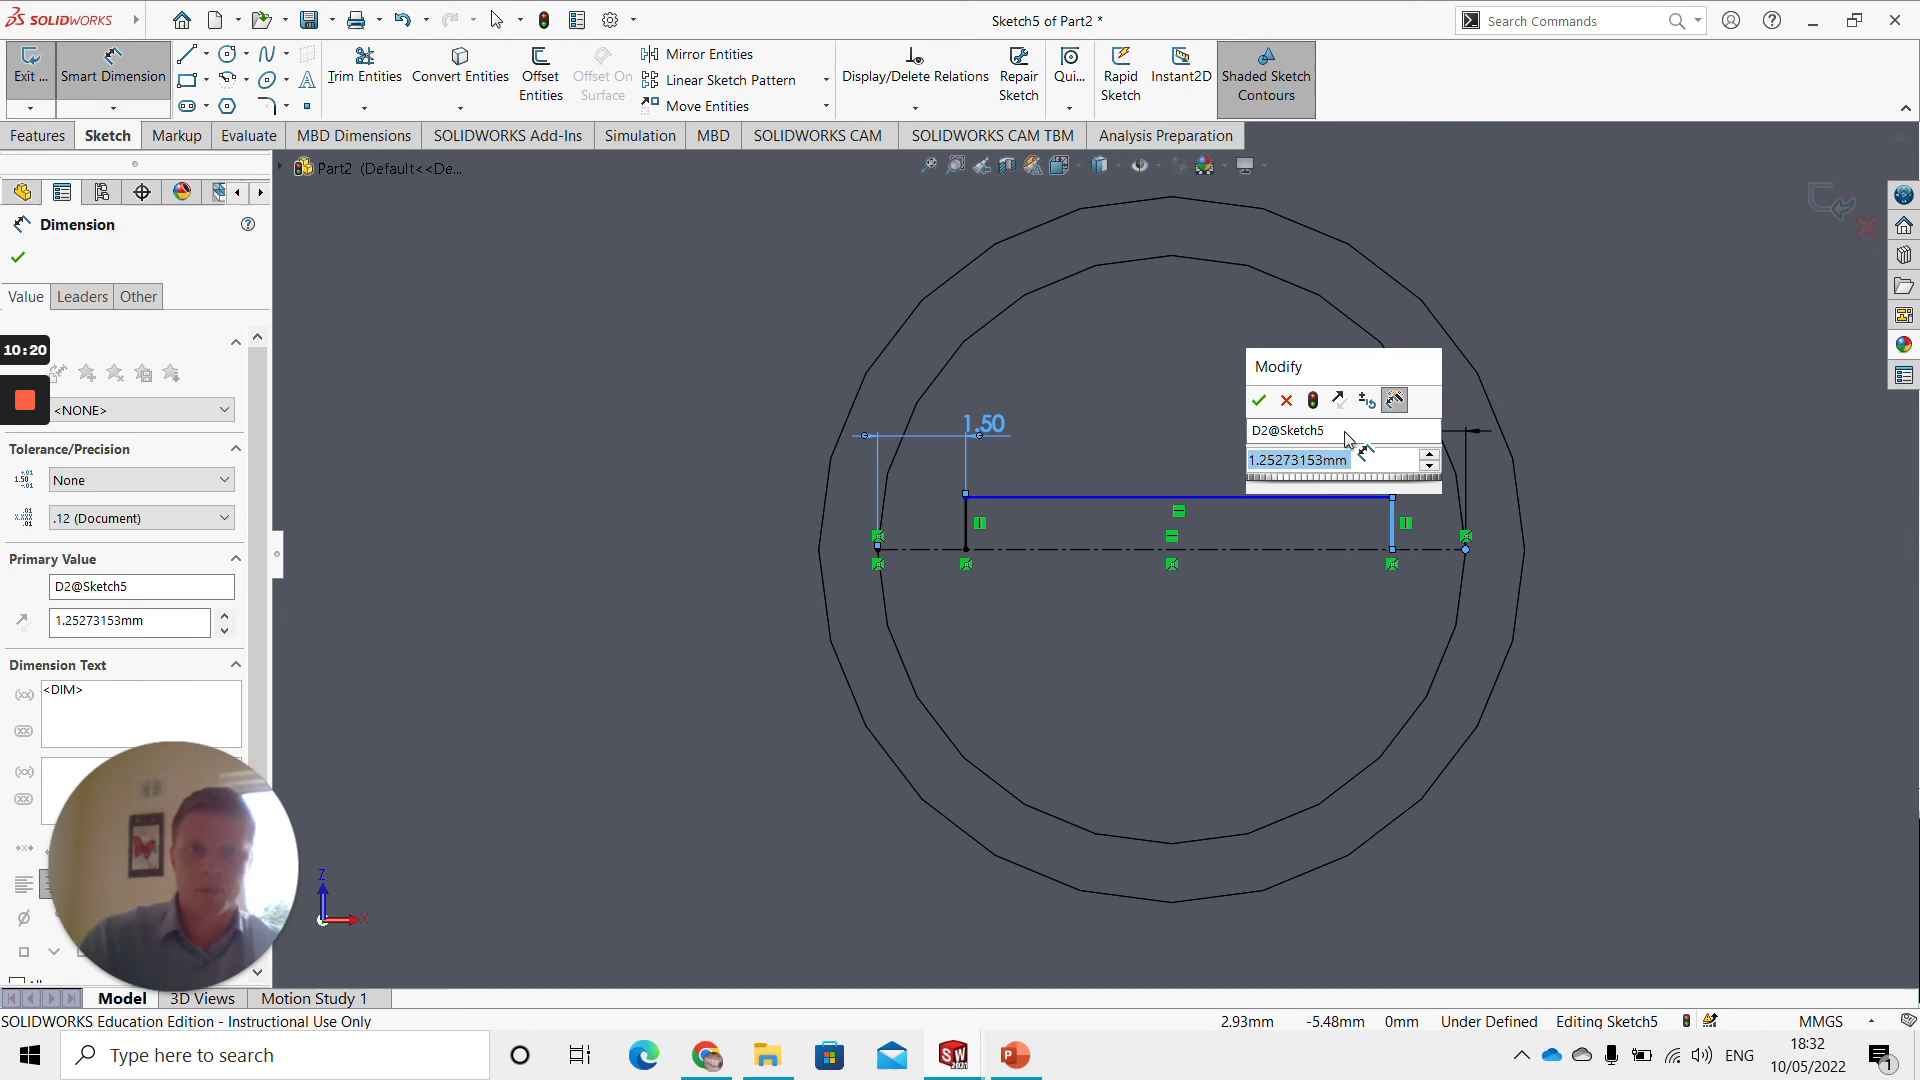 SOLIDWORKS
Sketch5 of Part2 *
Search Commands
Exit ...
Smart Dimension
Trim Entities
Convert Entities
Offset
Entities
Offset On
Surface
Mirror Entities
Linear Sketch Pattern
Move Entities
Display/Delete Relations
Repair
Sketch
Qui...
Rapid
Sketch
Instant2D
Shaded Sketch
Contours
Features
Sketch
Markup
Evaluate
MBD Dimensions
SOLIDWORKS Add-Ins
Simulation
MBD
SOLIDWORKS CAM
SOLIDWORKS CAM TBM
Analysis Preparation
Part2 (Default<<De...
Dimension
Value
Leaders
Other
10:20
<NONE>
Tolerance/Precision
None
.12 (Document)
Primary Value
D2@Sketch5
1.25273153mm
Dimension Text
<DIM>
1.50
Modify
D2@Sketch5
1.25273153mm
Z
X
Model
3D Views
Motion Study 1
SOLIDWORKS Education Edition - Instructional Use Only
2.93mm
-5.48mm
0mm
Under Defined
Editing Sketch5
MMGS
Type here to search
ENG
18:32
10/05/2022
1